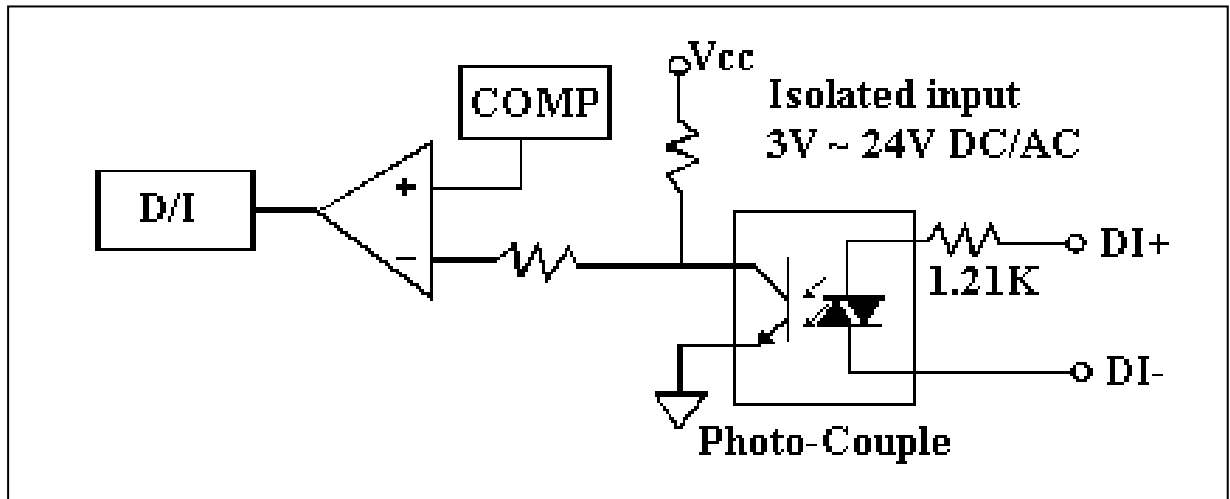 Vcc
COMP
Isolated input
3V ~ 24V DC/AC
+
D/I
DI+
−
1.21K
DI-
Photo-Couple